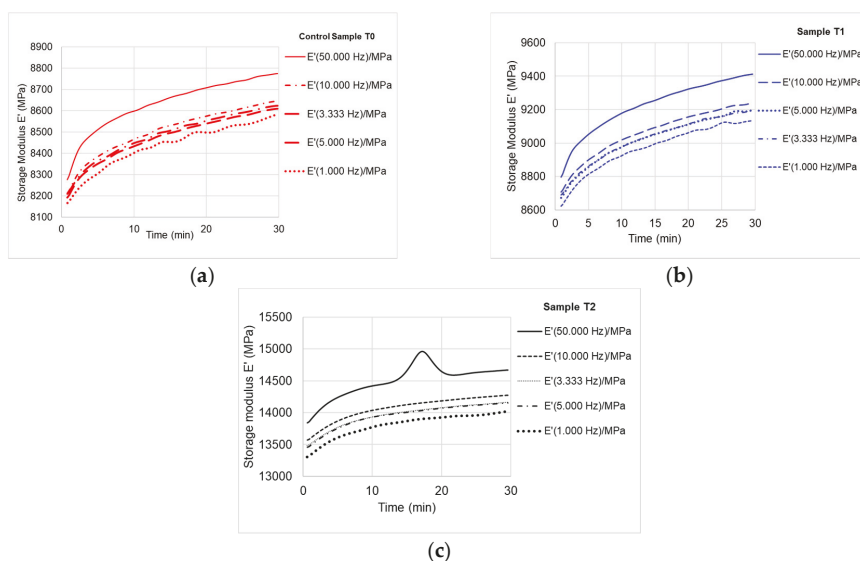 Control Sample T0
8900
8800
8700
8600
8500
8400
8300
8200
8100
Storage Modulus E' (MPa)
0
10
20
30
Time (min)
E'(50.000 Hz)/MPa
E'(10.000 Hz)/MPa
E'(3.333 Hz)/MPa
E'(5.000 Hz)/MPa
E'(1.000 Hz)/MPa
(a)
Sample T1
9600
9400
9200
9000
8800
8600
Storage Modulus E' (MPa)
0
5
10
15
20
25
30
Time (min)
E'(50.000 Hz)/MPa
E'(10.000 Hz)/MPa
E'(5.000 Hz)/MPa
E'(3.333 Hz)/MPa
E'(1.000 Hz)/MPa
(b)
Sample T2
15500
15000
14500
14000
13500
13000
Storage modulus E' (MPa)
0
10
20
30
Time (min)
E'(50.000 Hz)/MPa
E'(10.000 Hz)/MPa
E'(3.333 Hz)/MPa
E'(5.000 Hz)/MPa
E'(1.000 Hz)/MPa
(c)